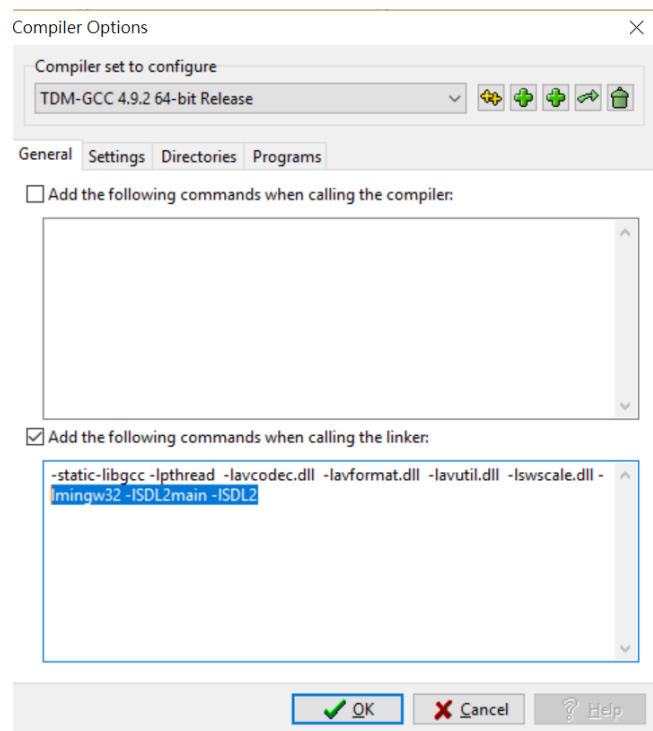 Compiler Options
Compiler set to configure
TDM-GCC 4.9.2 64-bit Release
General Settings Directories Programs
Add the following commands when calling the compiler:
Add the following commands when calling the linker:
-static-libgcc -lpthread -lavcodec.dll -lavformat.dll -lavutil.dll -lswscale.dll -
lmingw32 -lSDL2main -lSDL2
OK Cancel Help